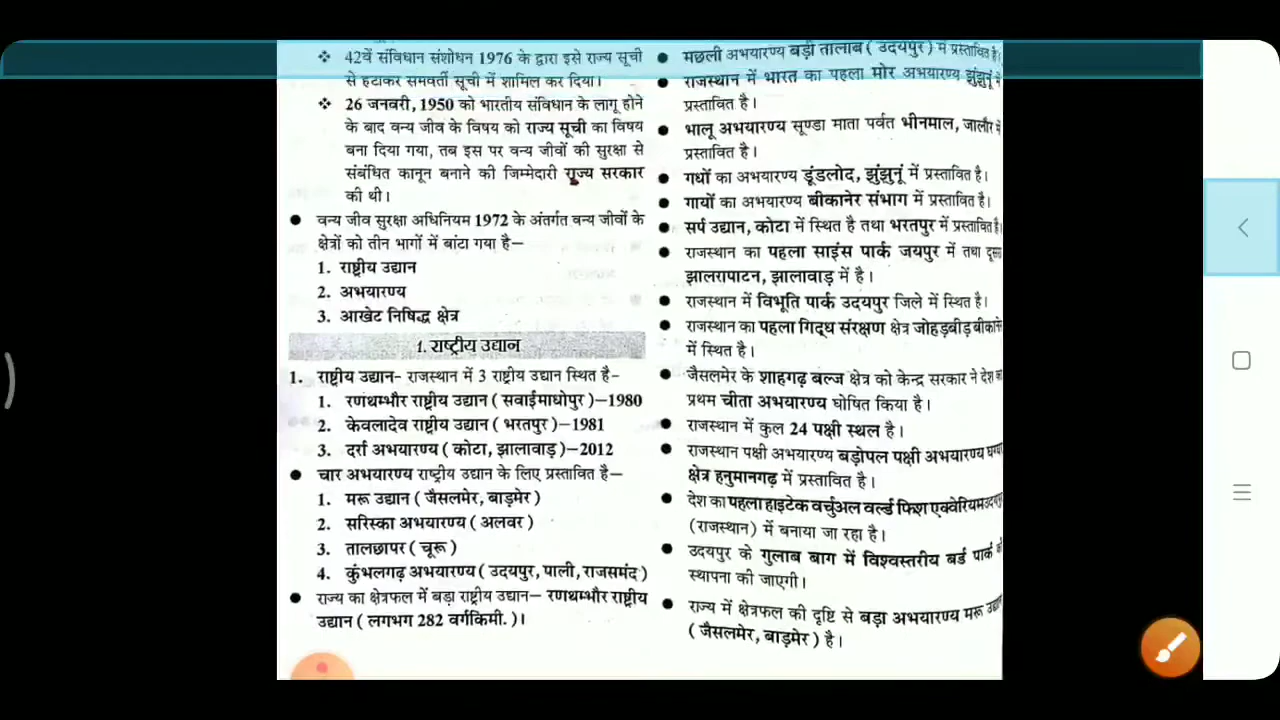 ❖ 42वें संविधान संशोधन 1976 के द्वारा इसे राज्य सूची
से हटाकर समवर्ती सूची में शामिल कर दिया।
❖ 26 जनवरी, 1950 को भारतीय संविधान के लागू होने
के बाद वन्य जीव के विषय को राज्य सूची का विषय
बना दिया गया, तब इस पर वन्य जीवों की सुरक्षा से
संबंधित कानून बनाने की जिम्मेदारी राज्य सरकार
की थी।
● वन्य जीव सुरक्षा अधिनियम 1972 के अंतर्गत वन्य जीवों के
क्षेत्रों को तीन भागों में बांटा गया है–
1. राष्ट्रीय उद्यान
2. अभयारण्य
3. आखेट निषिद्ध क्षेत्र
1. राष्ट्रीय उद्यान
1. राष्ट्रीय उद्यान- राजस्थान में 3 राष्ट्रीय उद्यान स्थित है–
1. रणंथम्भौर राष्ट्रीय उद्यान ( सवाईमाधोपुर )–1980
2. केवलादेव राष्ट्रीय उद्यान ( भरतपुर )–1981
3. दर्रा अभयारण्य ( कोटा, झालावाड़ )–2012
● चार अभयारण्य राष्ट्रीय उद्यान के लिए प्रस्तावित है–
1. मरू उद्यान ( जैसलमेर, बाड़मेर )
2. सरिस्का अभयारण्य ( अलवर )
3. तालछापर ( चूरू )
4. कुंभलगढ़ अभयारण्य ( उदयपुर, पाली, राजसमंद )
● राज्य का क्षेत्रफल में बड़ा राष्ट्रीय उद्यान– रणथम्भौर राष्ट्रीय
उद्यान ( लगभग 282 वर्गकिमी. )।
● मछली अभयारण्य बड़ी तालाब ( उदयपुर ) में प्रस्तावित है।
● राजस्थान में भारत का पहला मोर अभयारण्य झुंझुनूं में
प्रस्तावित है।
● भालू अभयारण्य सूण्डा माता पर्वत भीनमाल, जालौर में
प्रस्तावित है।
● गधों का अभयारण्य डूंडलोद, झुंझुनूं में प्रस्तावित है।
● गायों का अभयारण्य बीकानेर संभाग में प्रस्तावित है।
● सर्प उद्यान, कोटा में स्थित है तथा भरतपुर में प्रस्तावित है।
● राजस्थान का पहला साइंस पार्क जयपुर में तथा
झालरापाटन, झालावाड़ में है।
● राजस्थान में विभूति पार्क उदयपुर जिले में स्थित है।
● राजस्थान का पहला गिद्ध संरक्षण क्षेत्र जोहड़बीड़
में स्थित है।
● जैसलमेर के शाहगढ़ बल्ज क्षेत्र को केन्द्र सरकार ने देश का
प्रथम चीता अभयारण्य घोषित किया है।
● राजस्थान में कुल 24 पक्षी स्थल है।
● राजस्थान पक्षी अभयारण्य बड़ोपल पक्षी अभयारण्य
क्षेत्र हनुमानगढ़ में प्रस्तावित है।
● देश का पहला हाइटेक वर्चुअल वर्ल्ड फिश एक्वेरियम
(राजस्थान) में बनाया जा रहा है।
● उदयपुर के गुलाब बाग में विश्वस्तरीय बर्ड पार्क की
स्थापना की जाएगी।
● राज्य में क्षेत्रफल की दृष्टि से बड़ा अभयारण्य मरू
( जैसलमेर, बाड़मेर ) है।